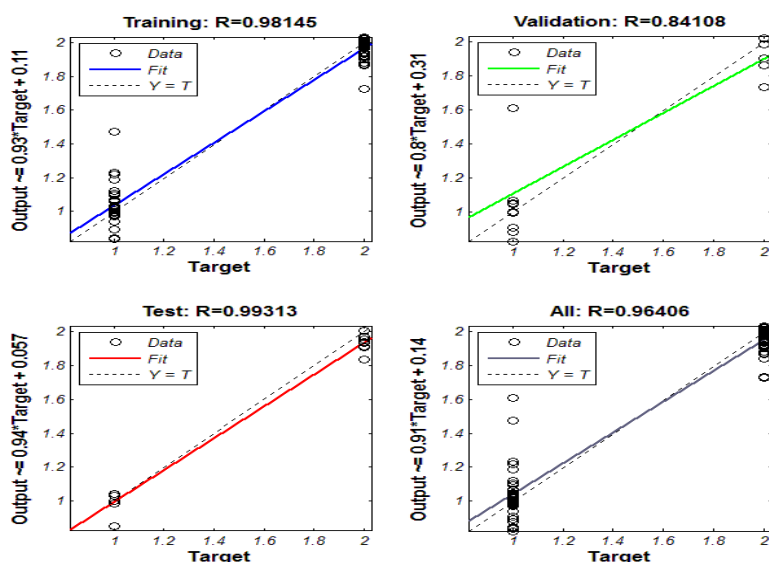 Training: R=0.98145
Output ~= 0.93*Target + 0.11
2
1.8
1.6
1.4
1.2
1
Data
Fit
Y = T
1 1.2 1.4 1.6 1.8 2
Target
Validation: R=0.84108
Output ~= 0.8*Target + 0.31
2
1.8
1.6
1.4
1.2
1
Data
Fit
Y = T
1 1.2 1.4 1.6 1.8 2
Target
Test: R=0.99313
Output ~= 0.94*Target + 0.057
2
1.8
1.6
1.4
1.2
1
Data
Fit
Y = T
1 1.2 1.4 1.6 1.8 2
Target
All: R=0.96406
Output ~= 0.91*Target + 0.14
2
1.8
1.6
1.4
1.2
1
Data
Fit
Y = T
1 1.2 1.4 1.6 1.8 2
Target